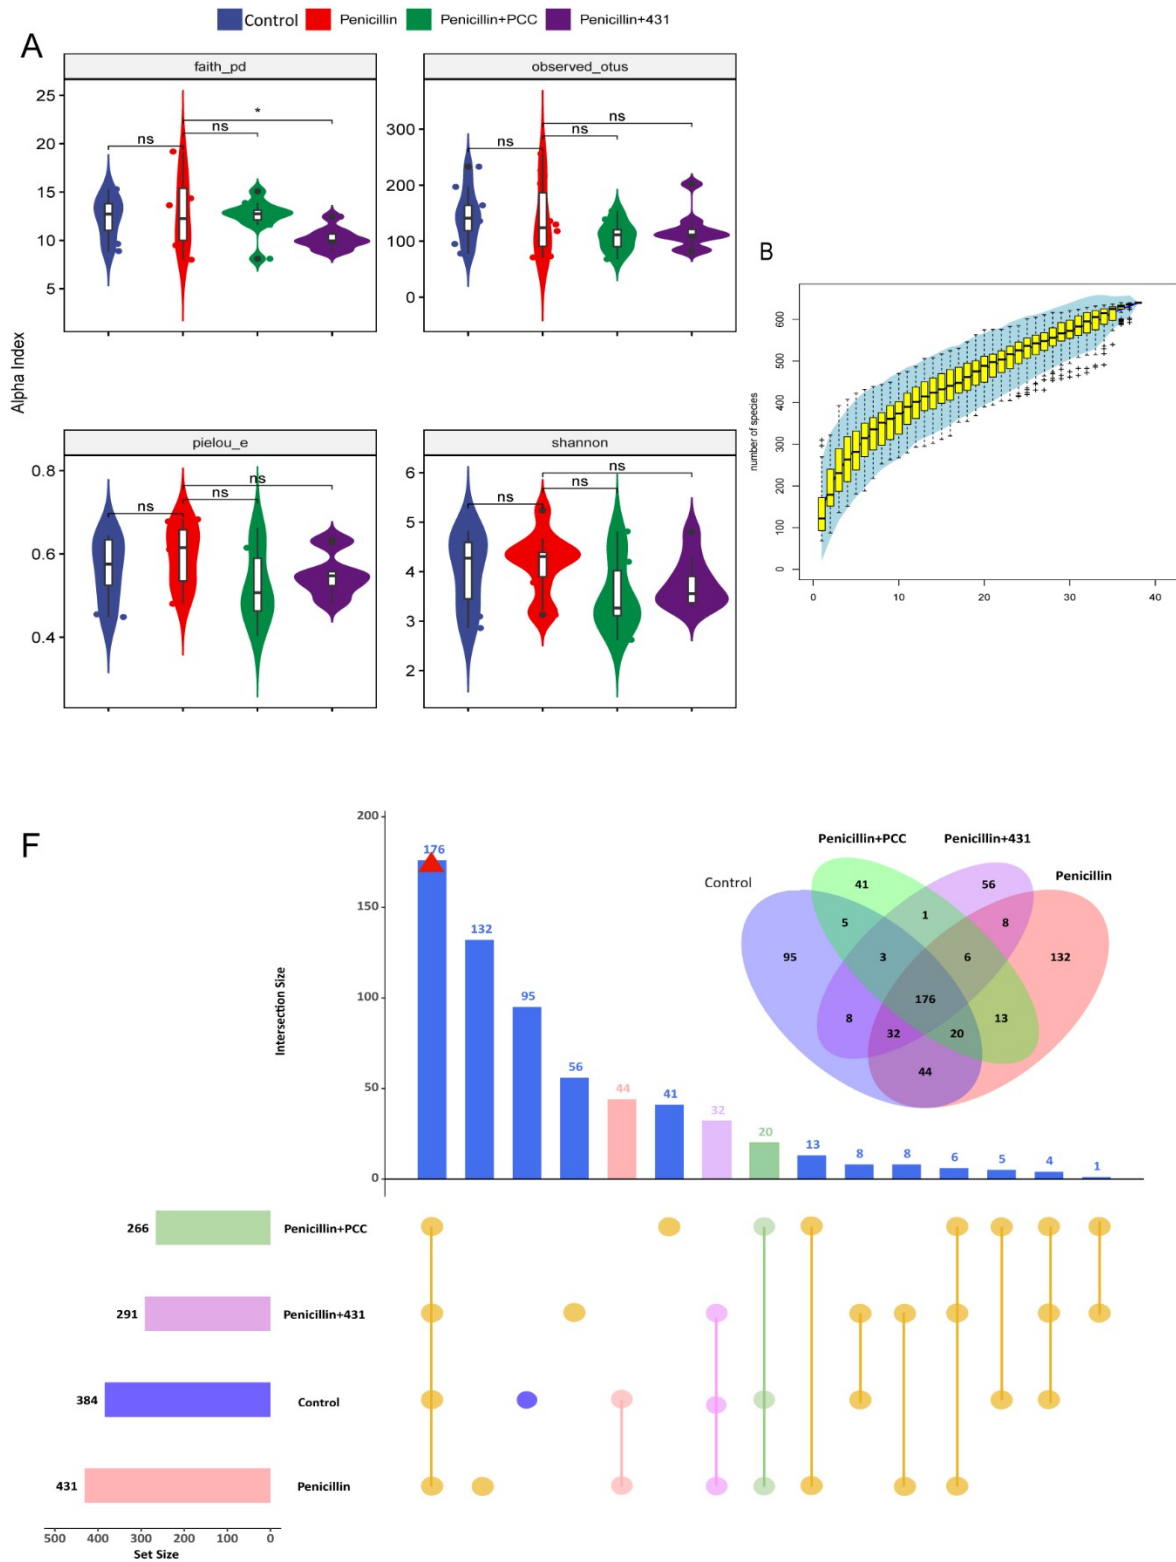 Control Penicillin Penicillin+PCC Penicillin+431
A
faith_pd observed_otus
25
20
15
10
5
ns
ns
*
300
200
100
0
ns
ns
ns
Alpha Index
pielou_e shannon
0.8
0.6
0.4
ns
ns
ns
6
5
4
3
2
ns
ns
ns
B
number of species
600
500
400
300
200
100
0
0 10 20 30 40
F
Intersection Size
200
150
100
50
0
176 132 95 56 44 41 32 20 13 8 8 6 5 4 1
Penicillin+PCC Penicillin+431
Control Penicillin
41 56
5 1 8
95 3 6 132
176
8 32 20 13
44
266 Penicillin+PCC
291 Penicillin+431
384 Control
431 Penicillin
500 400 300 200 100 0
Set Size